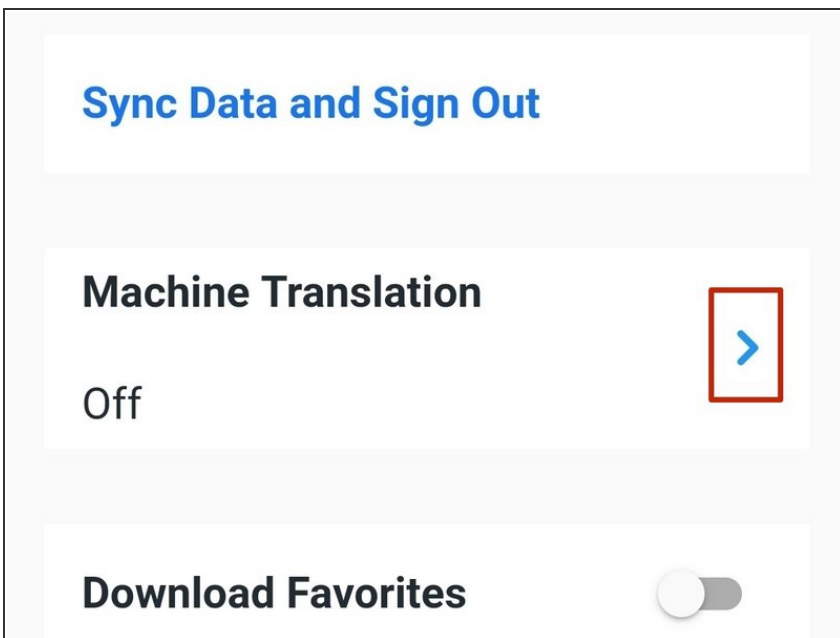 Sync Data and Sign Out
Machine Translation
Off
Download Favorites